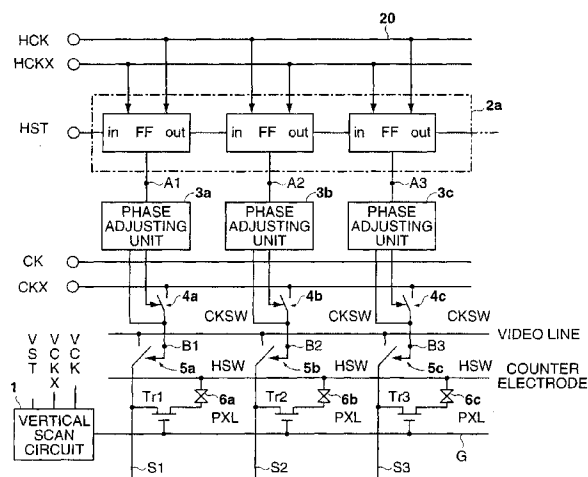 HCK
20
HCKX
2a
HST
in FF out
in FF out
in FF out
A1
A2
A3
3a
3b
3c
PHASE ADJUSTING UNIT
PHASE ADJUSTING UNIT
PHASE ADJUSTING UNIT
CK
CKX
4a
4b
4c
CKSW
CKSW
CKSW
VIDEO LINE
VST
VCKX
VCK
B1
B2
B3
HSW
HSW
HSW
5a
5b
5c
COUNTER ELECTRODE
1
VERTICAL SCAN CIRCUIT
Tr1
Tr2
Tr3
6a
6b
6c
PXL
PXL
PXL
G
S1
S2
S3